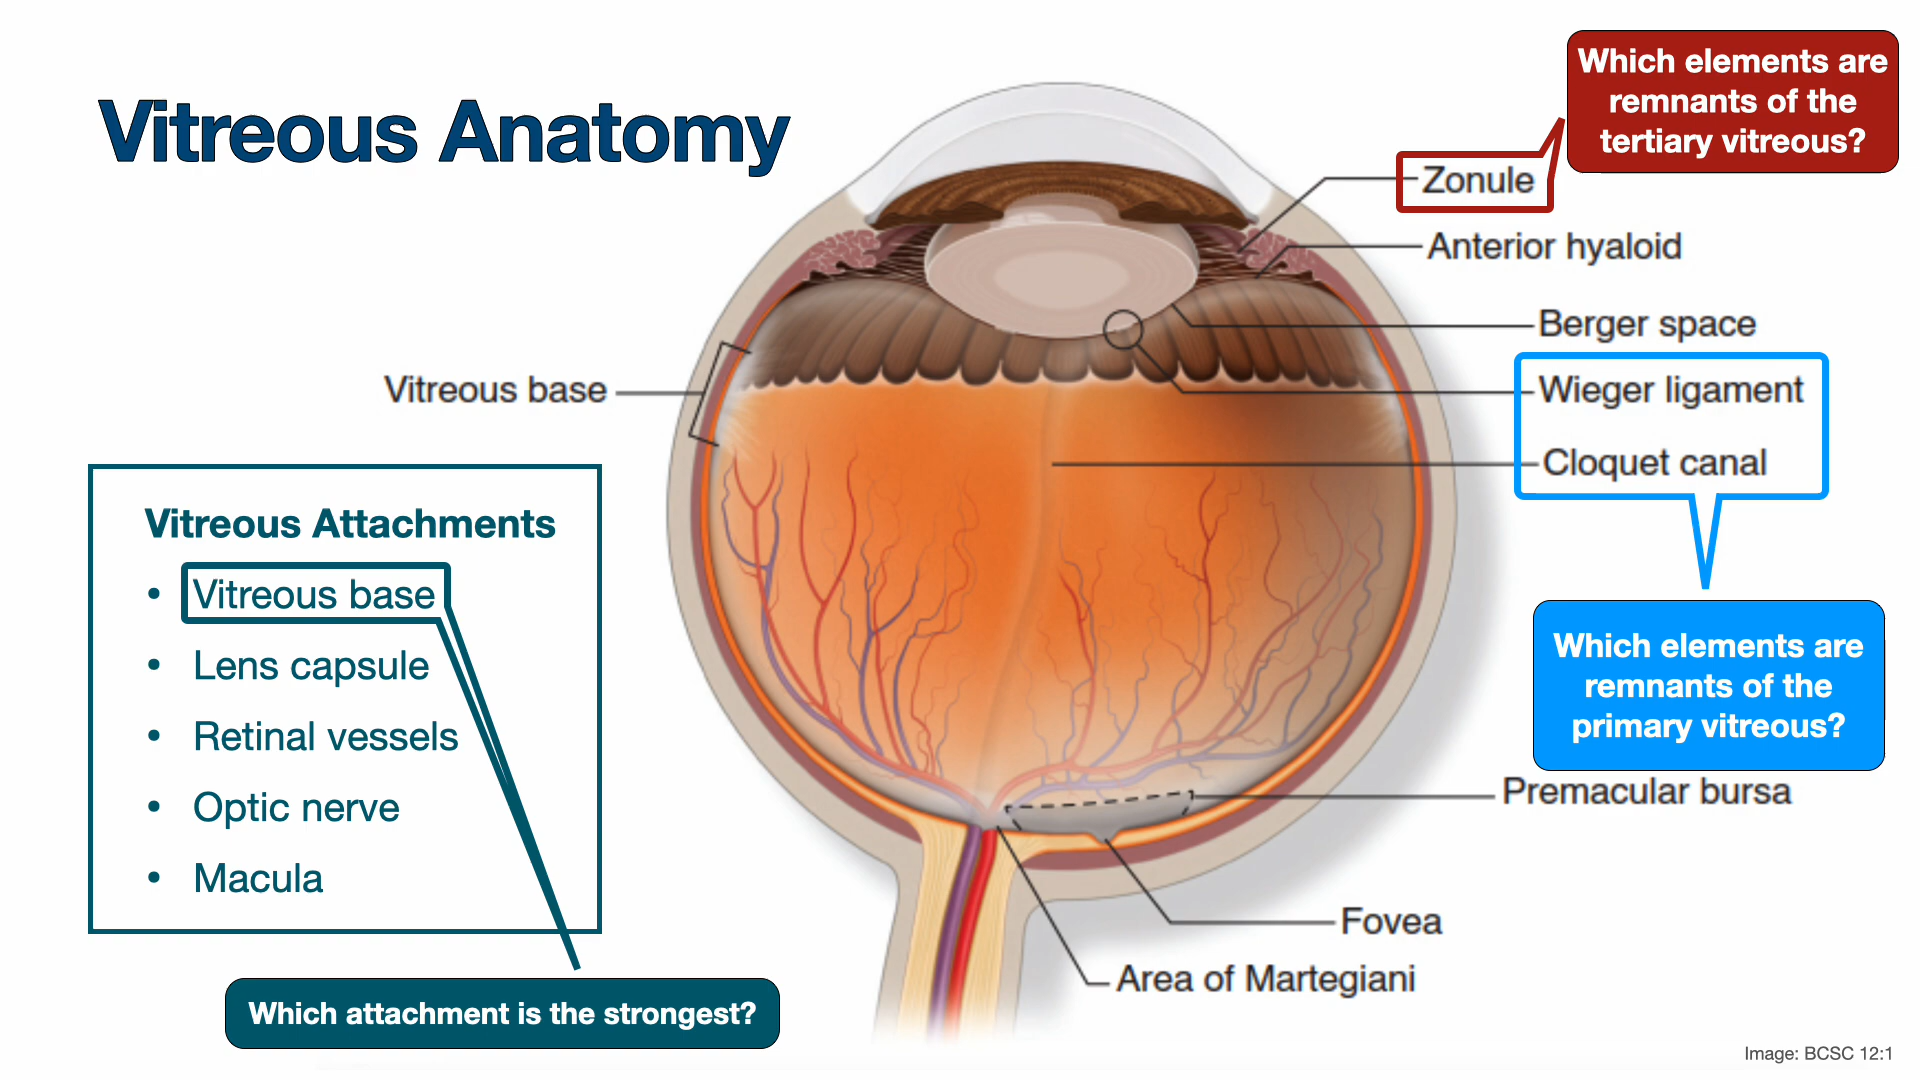 Vitreous Anatomy
Which elements are
remnants of the
tertiary vitreous?
Zonule
Anterior hyaloid
Berger space
Wieger ligament
Cloquet canal
Vitreous base
Vitreous Attachments
• Vitreous base
• Lens capsule
• Retinal vessels
• Optic nerve
• Macula
Which elements are
remnants of the
primary vitreous?
Premacular bursa
Fovea
Area of Martegiani
Which attachment is the strongest?
Image: BCSC 12:1